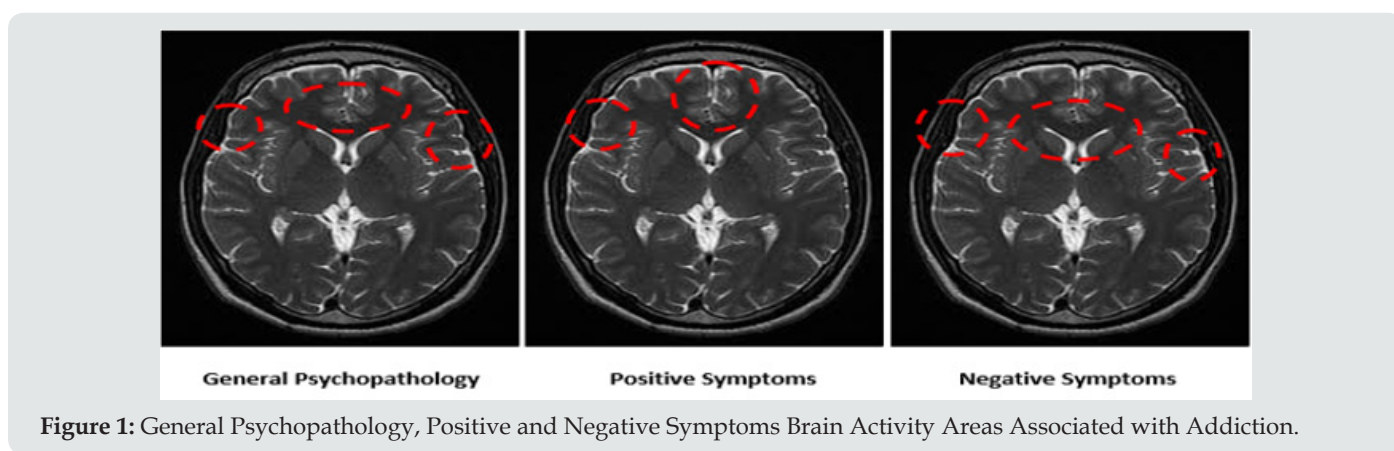 General Psychopathology
Positive Symptoms
Negative Symptoms
Figure 1: General Psychopathology, Positive and Negative Symptoms Brain Activity Areas Associated with Addiction.